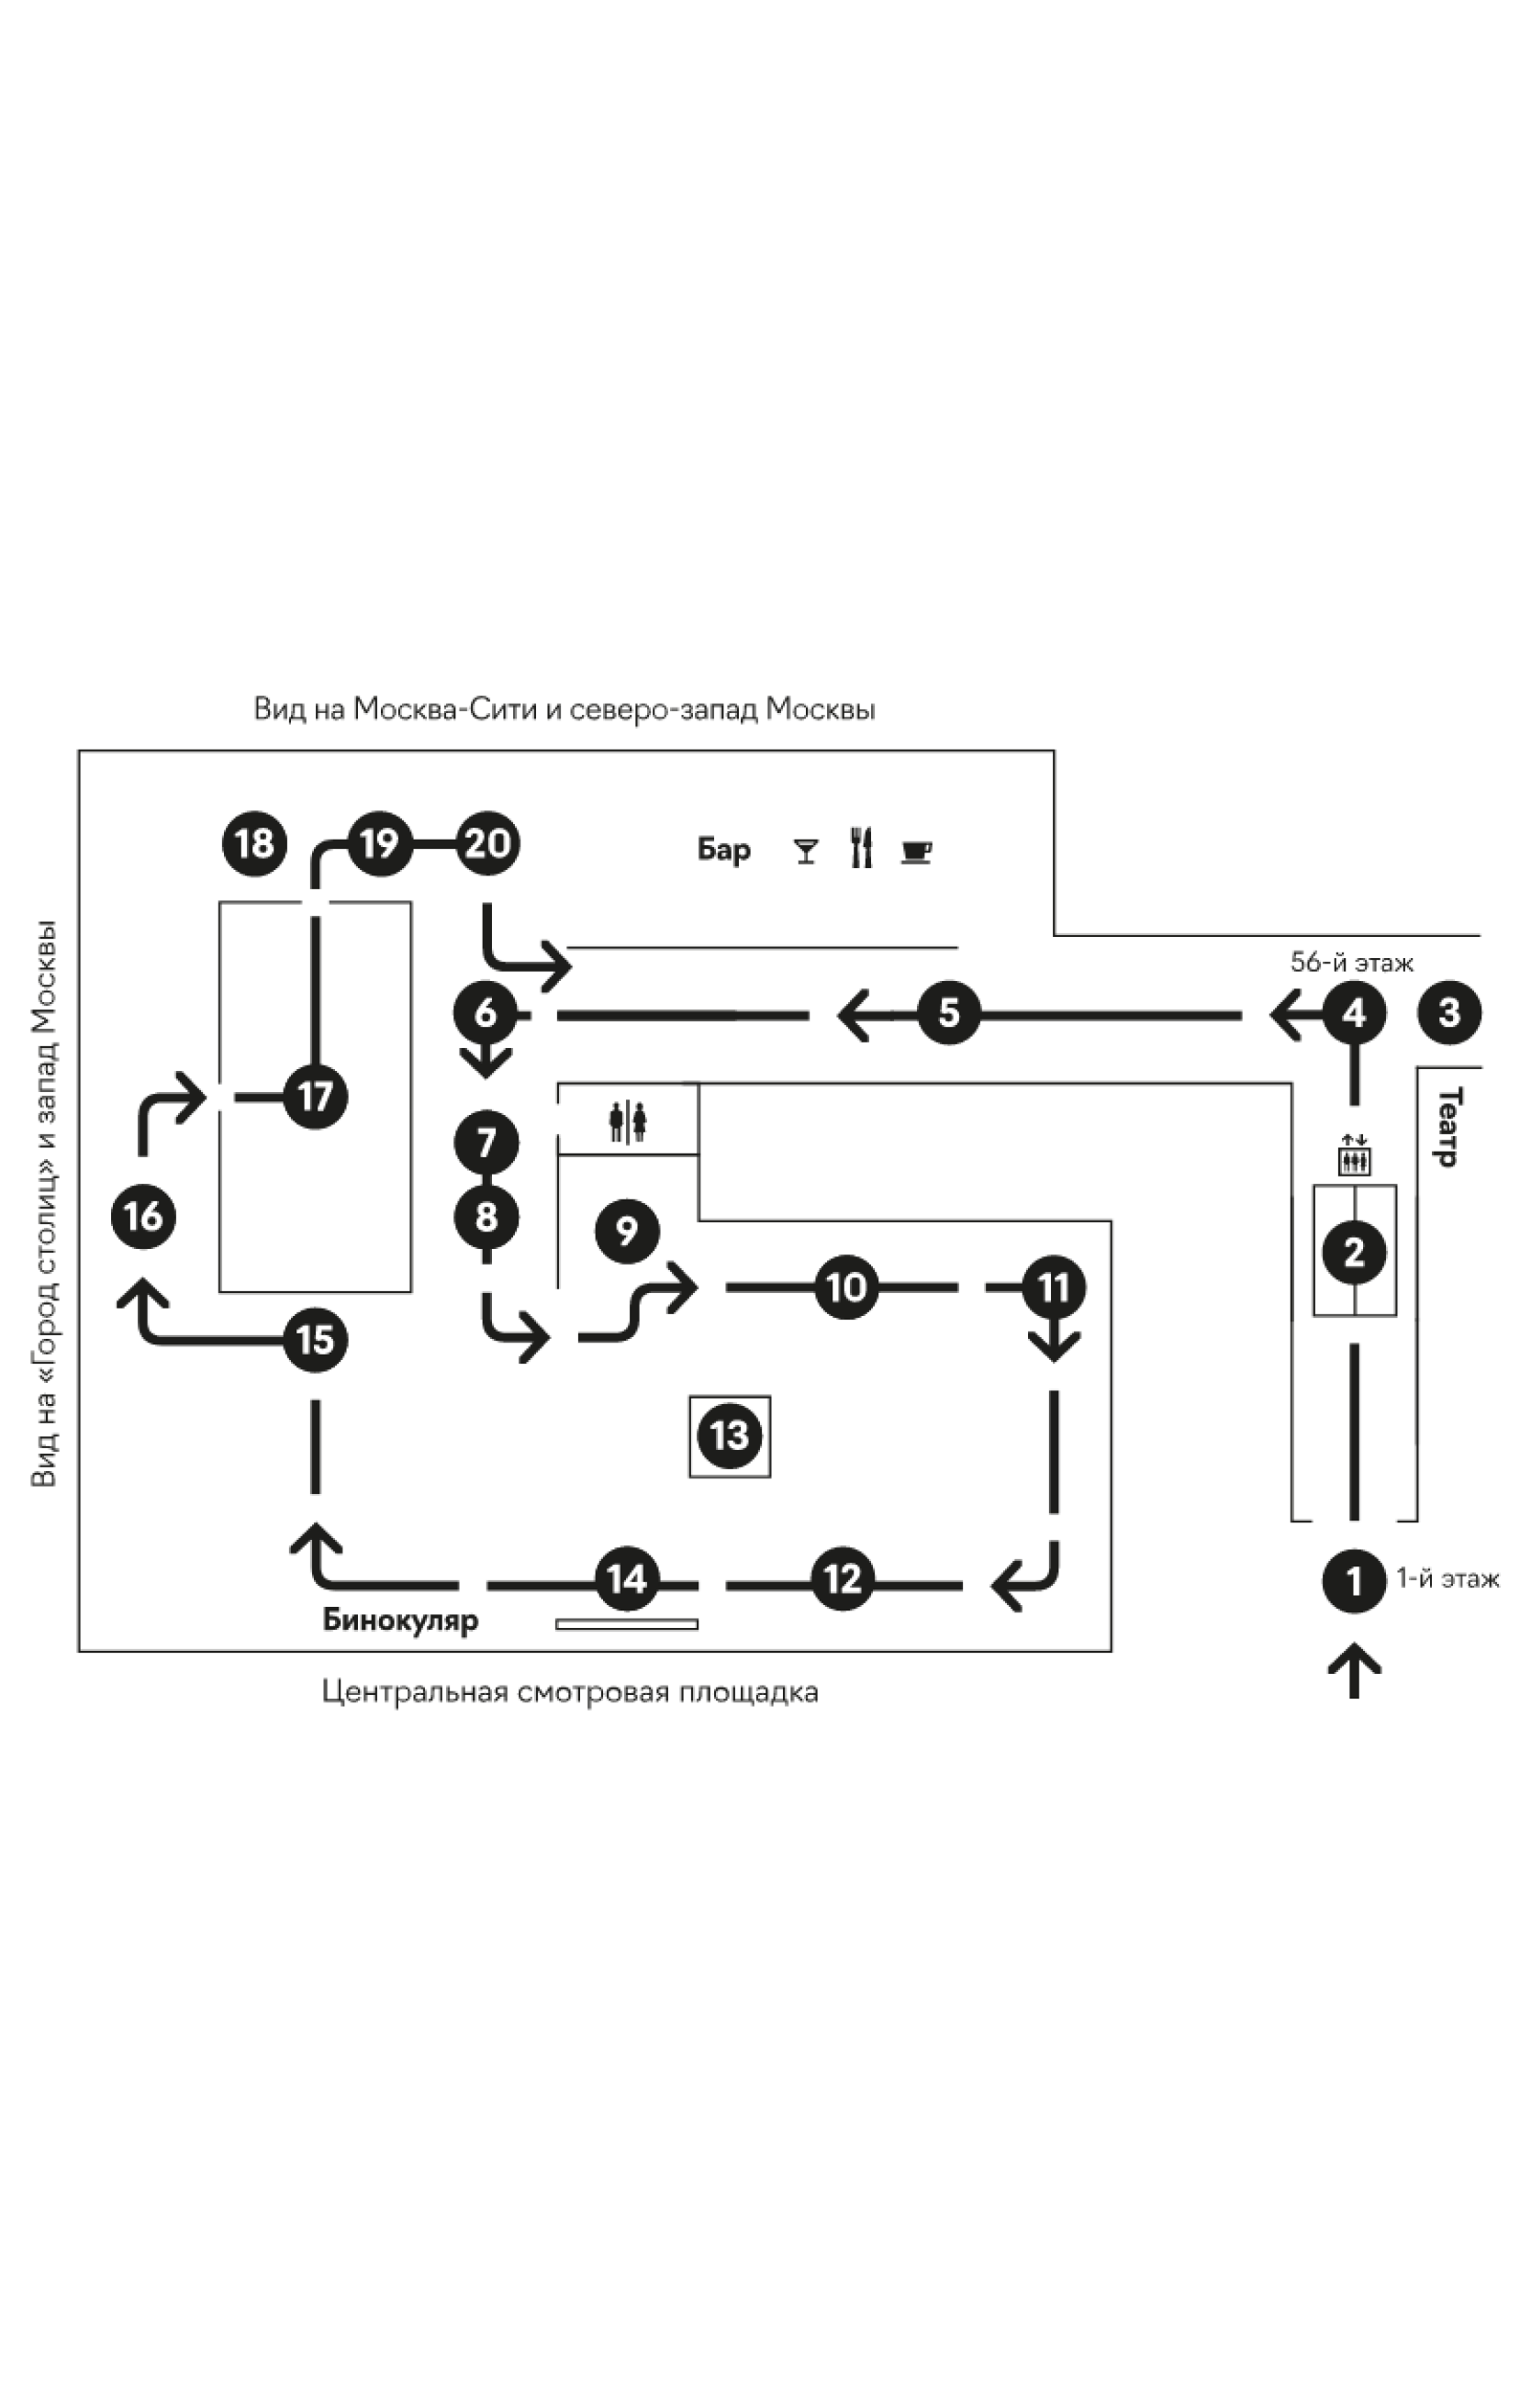 Вид на Москва-Сити и северо-запад Москвы
18
19
20
Бар
56-й этаж
6
5
4
3
Театр
17
7
16
8
9
2
Вид на «Город столиц» и запад Москвы
10
11
15
13
14
12
1
1-й этаж
Бинокуляр
Центральная смотровая площадка